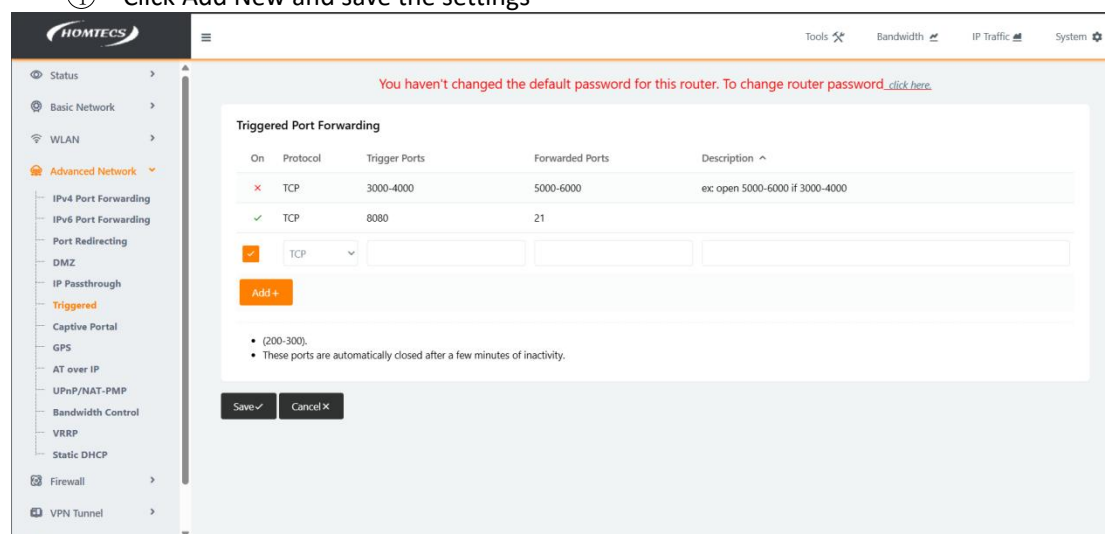 ① Click Add New and save the settings
HOMTECS
Tools Bandwidth IP Traffic System
Status
Basic Network
WLAN
Advanced Network
IPv4 Port Forwarding
IPv6 Port Forwarding
Port Redirecting
DMZ
IP Passthrough
Triggered
Captive Portal
GPS
AT over IP
UPnP/NAT-PMP
Bandwidth Control
VRRP
Static DHCP
Firewall
VPN Tunnel
You haven't changed the default password for this router. To change router password click here.
Triggered Port Forwarding
On Protocol Trigger Ports Forwarded Ports Description
TCP 3000-4000 5000-6000 ex: open 5000-6000 if 3000-4000
TCP 8080 21
TCP
Add +
• (200-300).
• These ports are automatically closed after a few minutes of inactivity.
Save Cancel